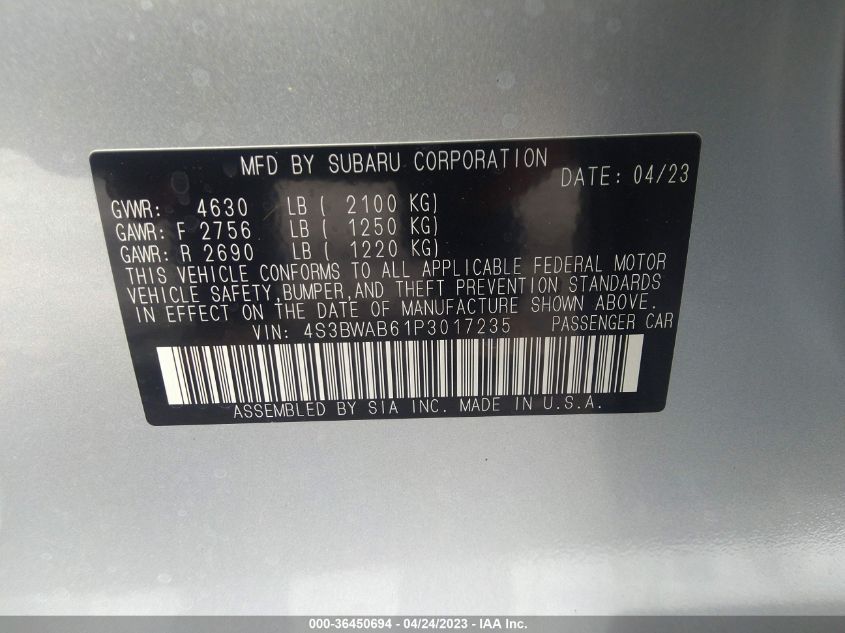 MFD BY SUBARU CORPORATION
DATE: 04/23
GVWR: 4630 LB ( 2100 KG)
GAWR: F 2756 LB ( 1250 KG)
GAWR: R 2690 LB ( 1220 KG)
THIS VEHICLE CONFORMS TO ALL APPLICABLE FEDERAL MOTOR
VEHICLE SAFETY,BUMPER,AND THEFT PREVENTION STANDARDS
IN EFFECT ON THE DATE OF MANUFACTURE SHOWN ABOVE.
VIN: 4S3BWAB61P3017235 PASSENGER CAR
ASSEMBLED BY SIA INC. MADE IN U.S.A.
000-36450694 - 04/24/2023 - IAA Inc.